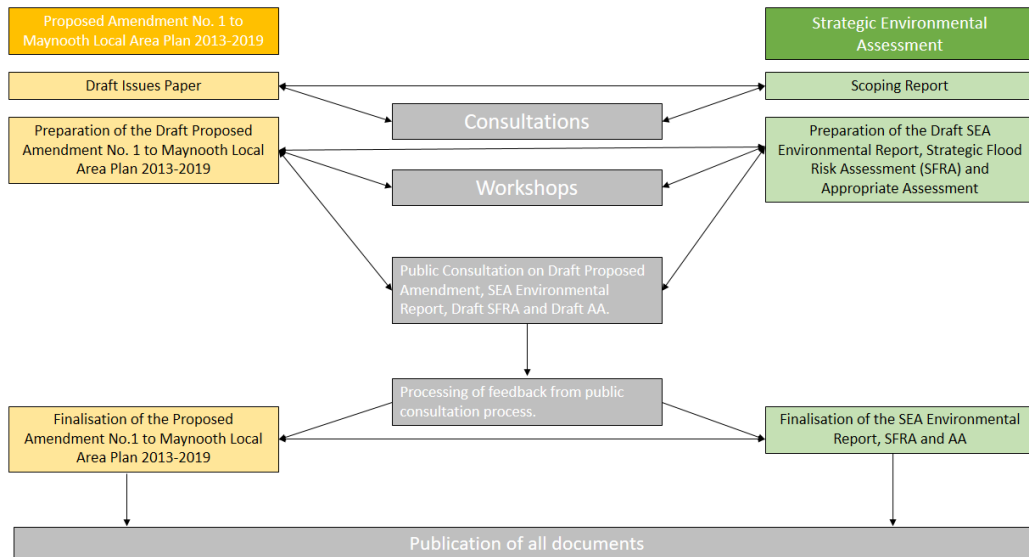 Proposed Amendment No. 1 to
Maynooth Local Area Plan 2013-2019
Strategic Environmental
Assessment
Draft Issues Paper
Scoping Report
Consultations
Preparation of the Draft Proposed
Amendment No. 1 to Maynooth Local
Area Plan 2013-2019
Preparation of the Draft SEA
Environmental Report, Strategic Flood
Risk Assessment (SFRA) and
Appropriate Assessment
Workshops
Public Consultation on Draft Proposed
Amendment, SEA Environmental
Report, Draft SFRA and Draft AA.
Processing of feedback from public
consultation process.
Finalisation of the Proposed
Amendment No.1 to Maynooth Local
Area Plan 2013-2019
Finalisation of the SEA Environmental
Report, SFRA and AA
Publication of all documents